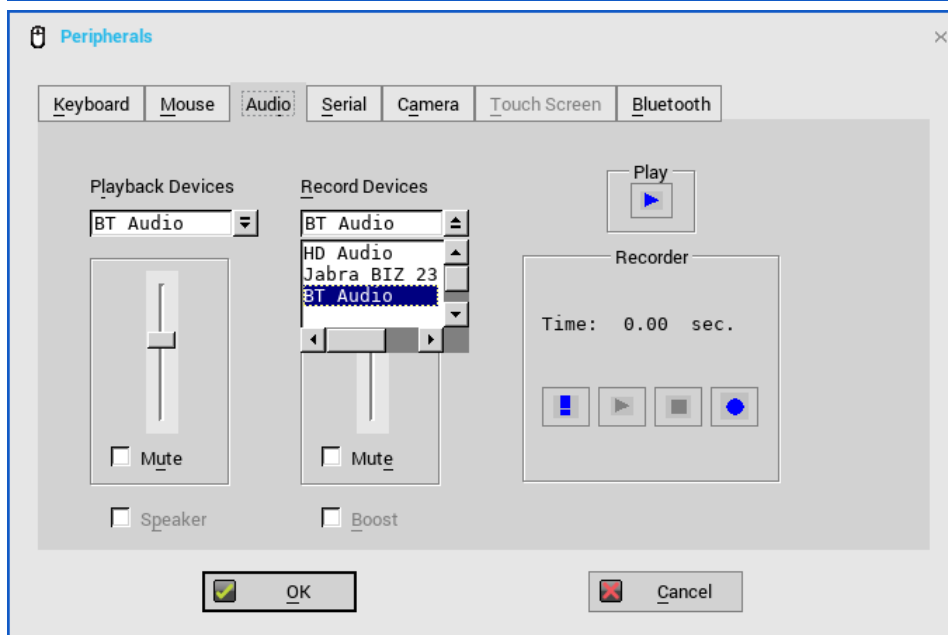 Peripherals
Keyboard
Mouse
Audio
Serial
Camera
Touch Screen
Bluetooth
Playback Devices
BT Audio
Mute
Speaker
Record Devices
BT Audio
HD Audio
Jabra BIZ 23
BT Audio
Mute
Boost
Play
Recorder
Time: 0.00 sec.
OK
Cancel